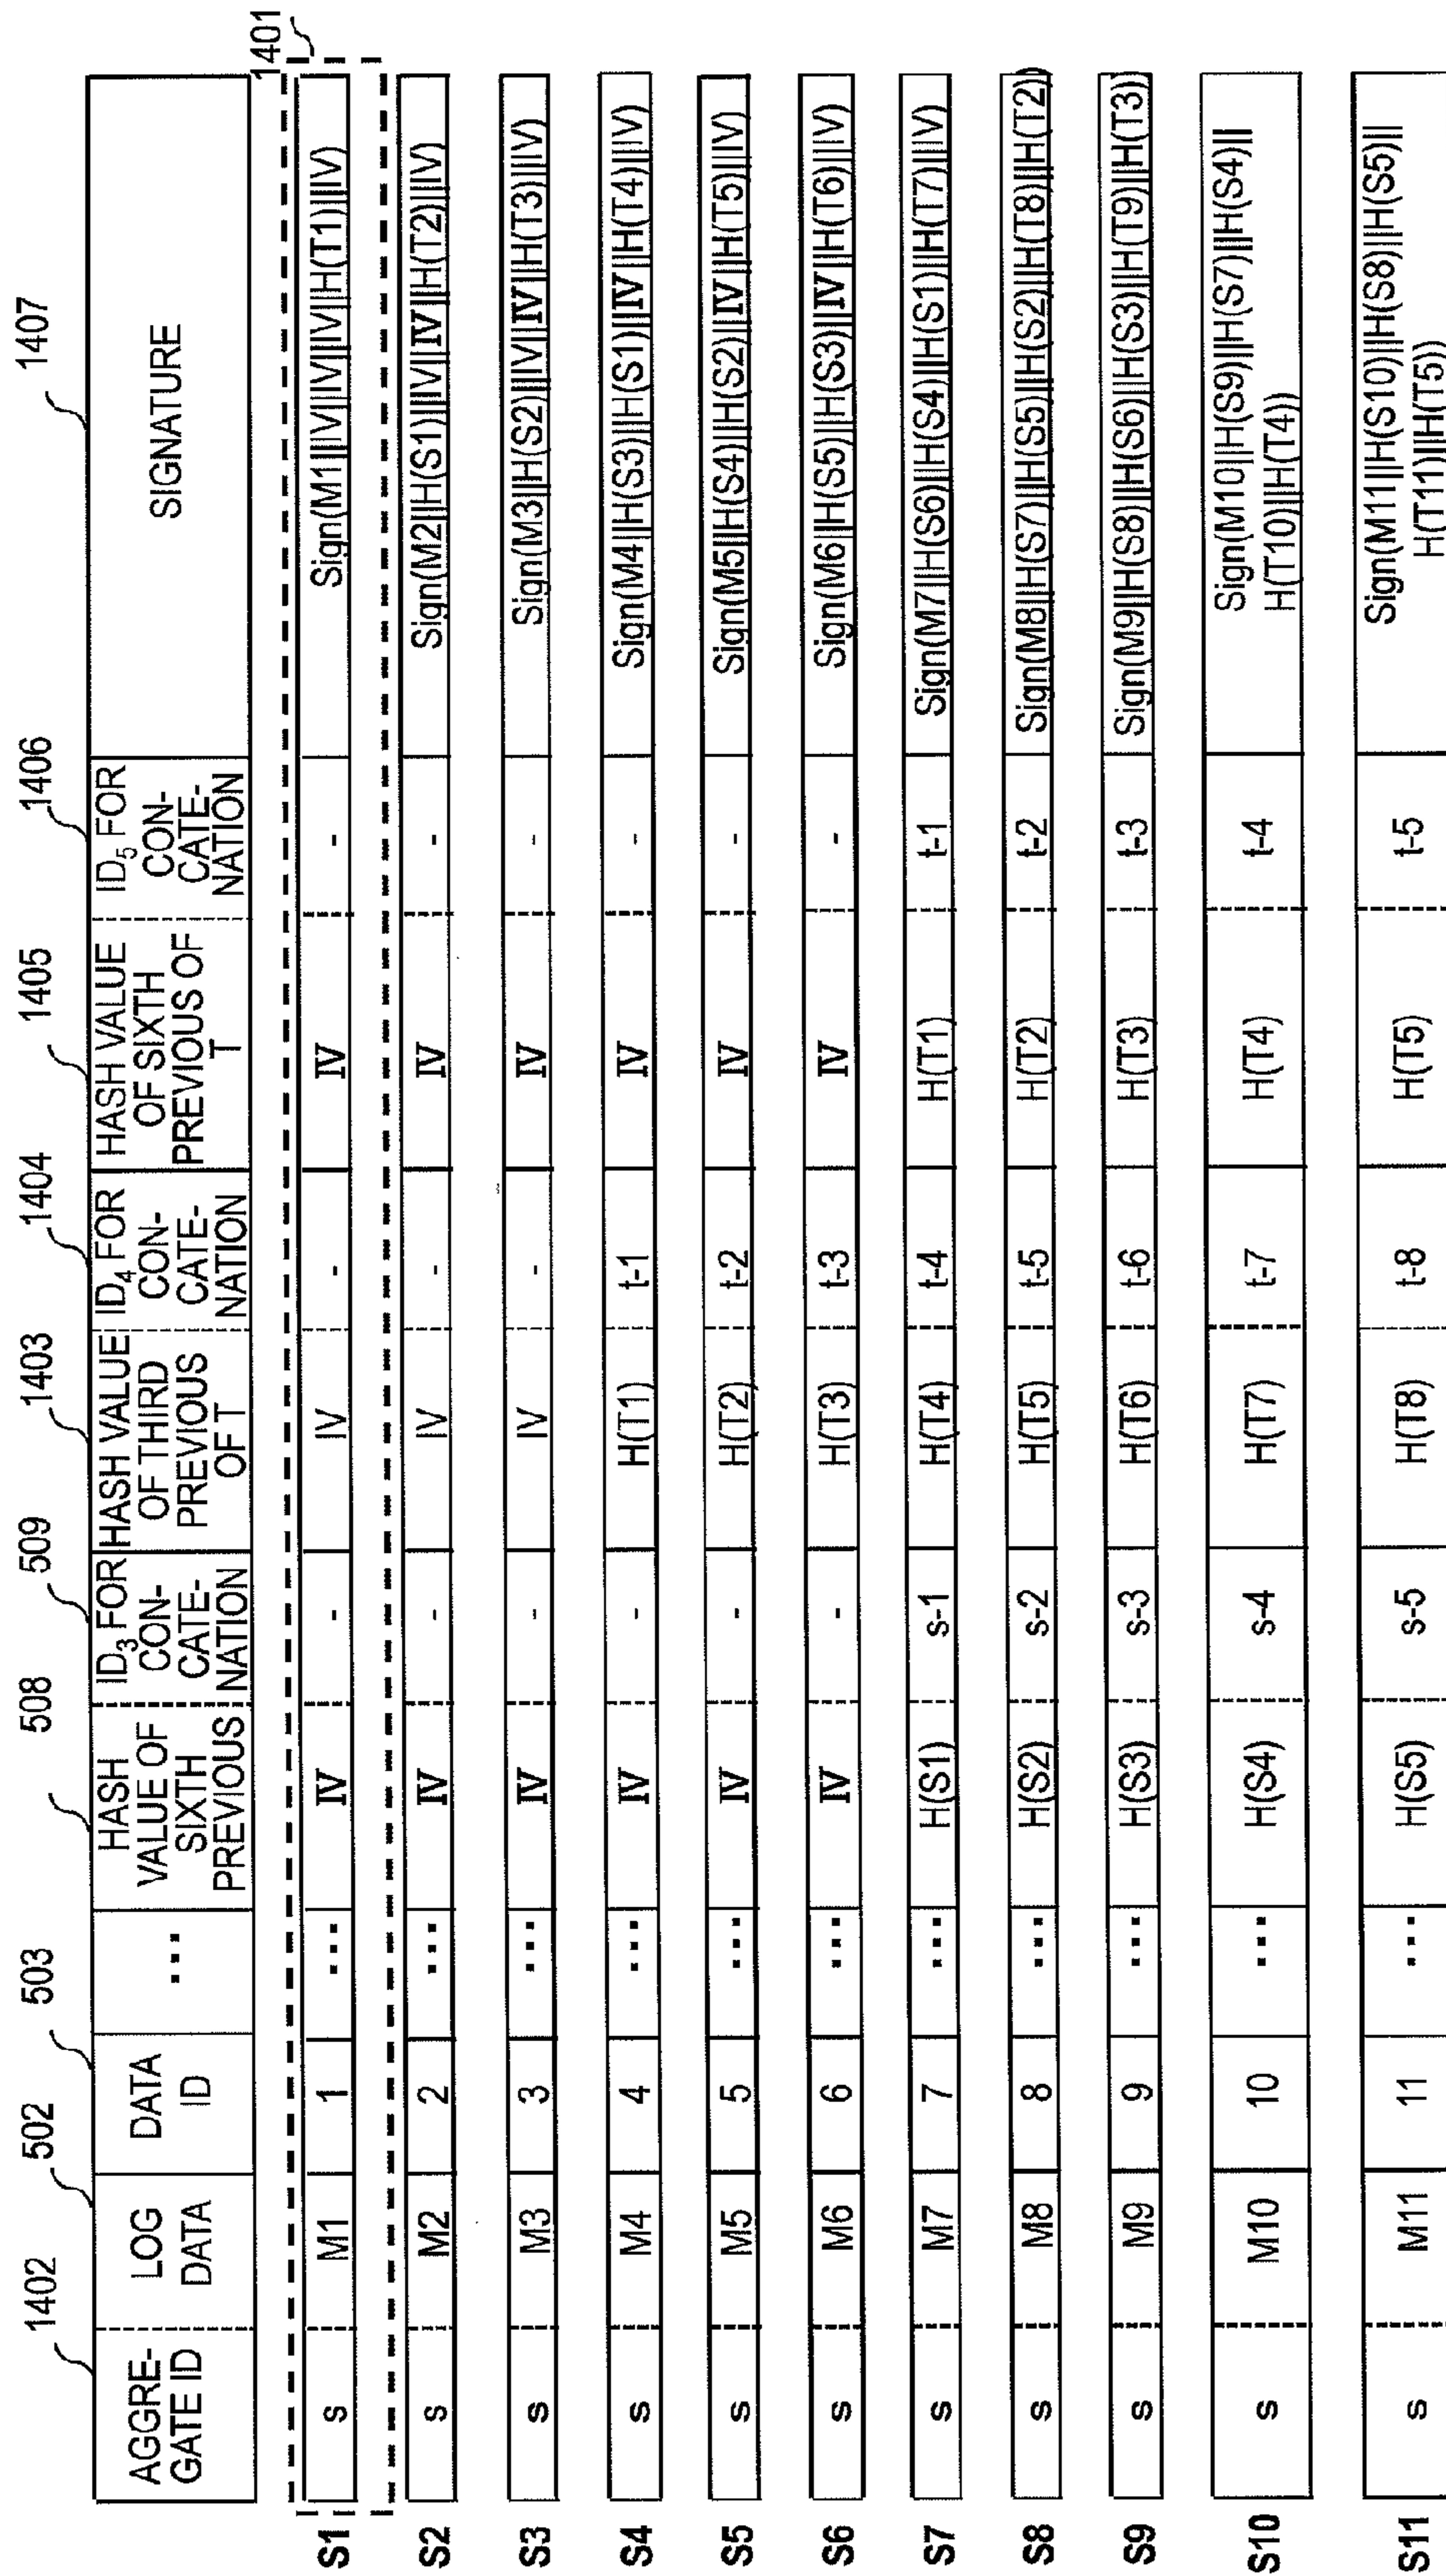 1402
502
503
508
509
1403
1404
1405
1406
1407
AGGRE-
GATE ID
LOG
DATA
DATA
ID
...
HASH
VALUE OF
SIXTH
PREVIOUS
ID3 FOR
CON-
CATE-
NATION
HASH VALUE
OF THIRD
PREVIOUS
OF T
ID4 FOR
CON-
CATE-
NATION
HASH VALUE
OF SIXTH
PREVIOUS OF
T
ID5 FOR
CON-
CATE-
NATION
SIGNATURE
1401
S1 s M1 1 ... IV - IV - IV - Sign(M1||IV||IV||IV||H(T1)||IV)
S2 s M2 2 ... IV - IV - IV - Sign(M2||H(S1)||IV||IV||H(T2)||IV)
S3 s M3 3 ... IV - IV - IV - Sign(M3||H(S2)||IV||IV||H(T3)||IV)
S4 s M4 4 ... IV - H(T1) t-1 IV - Sign(M4||H(S3)||H(S1)||IV||H(T4)||IV)
S5 s M5 5 ... IV - H(T2) t-2 IV - Sign(M5||H(S4)||H(S2)||IV||H(T5)||IV)
S6 s M6 6 ... IV - H(T3) t-3 IV - Sign(M6||H(S5)||H(S3)||IV||H(T6)||IV)
S7 s M7 7 ... H(S1) s-1 H(T4) t-4 H(T1) t-1 Sign(M7||H(S6)||H(S4)||H(S1)||H(T7)||IV)
S8 s M8 8 ... H(S2) s-2 H(T5) t-5 H(T2) t-2 Sign(M8||H(S7)||H(S5)||H(S2)||H(T8)||H(T2))
S9 s M9 9 ... H(S3) s-3 H(T6) t-6 H(T3) t-3 Sign(M9||H(S8)||H(S6)||H(S3)||H(T9)||H(T3))
S10 s M10 10 ... H(S4) s-4 H(T7) t-7 H(T4) t-4 Sign(M10||H(S9)||H(S7)||H(S4)||
H(T10)||H(T4))
S11 s M11 11 ... H(S5) s-5 H(T8) t-8 H(T5) t-5 Sign(M11||H(S10)||H(S8)||H(S5)||
H(T11)||H(T5))